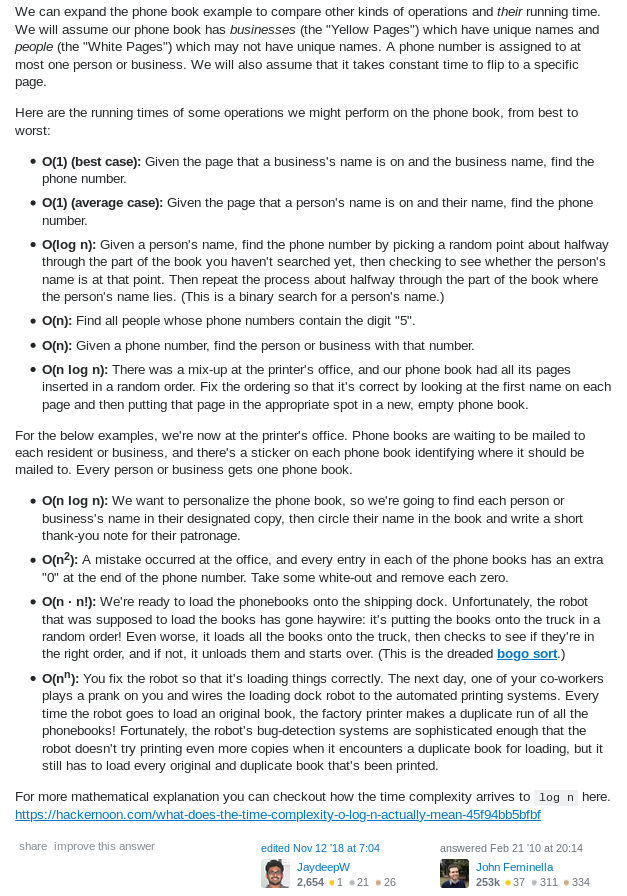 We can expand the phone book example to compare other kinds of operations and their running time.
We will assume our phone book has businesses (the "Yellow Pages") which have unique names and
people (the "White Pages") which may not have unique names. A phone number is assigned to at
most one person or business. We will also assume that it takes constant time to flip to a specific
page.
Here are the running times of some operations we might perform on the phone book, from best to
worst:
• O(1) (best case): Given the page that a business's name is on and the business name, find the
phone number.
• O(1) (average case): Given the page that a person's name is on and their name, find the phone
number.
• O(log n): Given a person's name, find the phone number by picking a random point about halfway
through the part of the book you haven't searched yet, then checking to see whether the person's
name is at that point. Then repeat the process about halfway through the part of the book where
the person's name lies. (This is a binary search for a person's name.)
• O(n): Find all people whose phone numbers contain the digit "5".
• O(n): Given a phone number, find the person or business with that number.
• O(n log n): There was a mix-up at the printer's office, and our phone book had all its pages
inserted in a random order. Fix the ordering so that it's correct by looking at the first name on each
page and then putting that page in the appropriate spot in a new, empty phone book.
For the below examples, we're now at the printer's office. Phone books are waiting to be mailed to
each resident or business, and there's a sticker on each phone book identifying where it should be
mailed to. Every person or business gets one phone book.
• O(n log n): We want to personalize the phone book, so we're going to find each person or
business's name in their designated copy, then circle their name in the book and write a short
thank-you note for their patronage.
• O(n²): A mistake occurred at the office, and every entry in each of the phone books has an extra
"0" at the end of the phone number. Take some white-out and remove each zero.
• O(n · n!): We're ready to load the phonebooks onto the shipping dock. Unfortunately, the robot
that was supposed to load the books has gone haywire: it's putting the books onto the truck in a
random order! Even worse, it loads all the books onto the truck, then checks to see if they're in
the right order, and if not, it unloads them and starts over. (This is the dreaded bogo sort.)
• O(nⁿ): You fix the robot so that it's loading things correctly. The next day, one of your co-workers
plays a prank on you and wires the loading dock robot to the automated printing systems. Every
time the robot goes to load an original book, the factory printer makes a duplicate run of all the
phonebooks! Fortunately, the robot's bug-detection systems are sophisticated enough that the
robot doesn't try printing even more copies when it encounters a duplicate book for loading, but it
still has to load every original and duplicate book that's been printed.
For more mathematical explanation you can checkout how the time complexity arrives to log n here.
https://hackernoon.com/what-does-the-time-complexity-o-log-n-actually-mean-45f94bb5bfbf
share improve this answer edited Nov 12 '18 at 7:04 answered Feb 21 '10 at 20:14
JaydeepW John Feminella
2,654 ●1 ●21 ●26 253k ●37 ●311 ●334